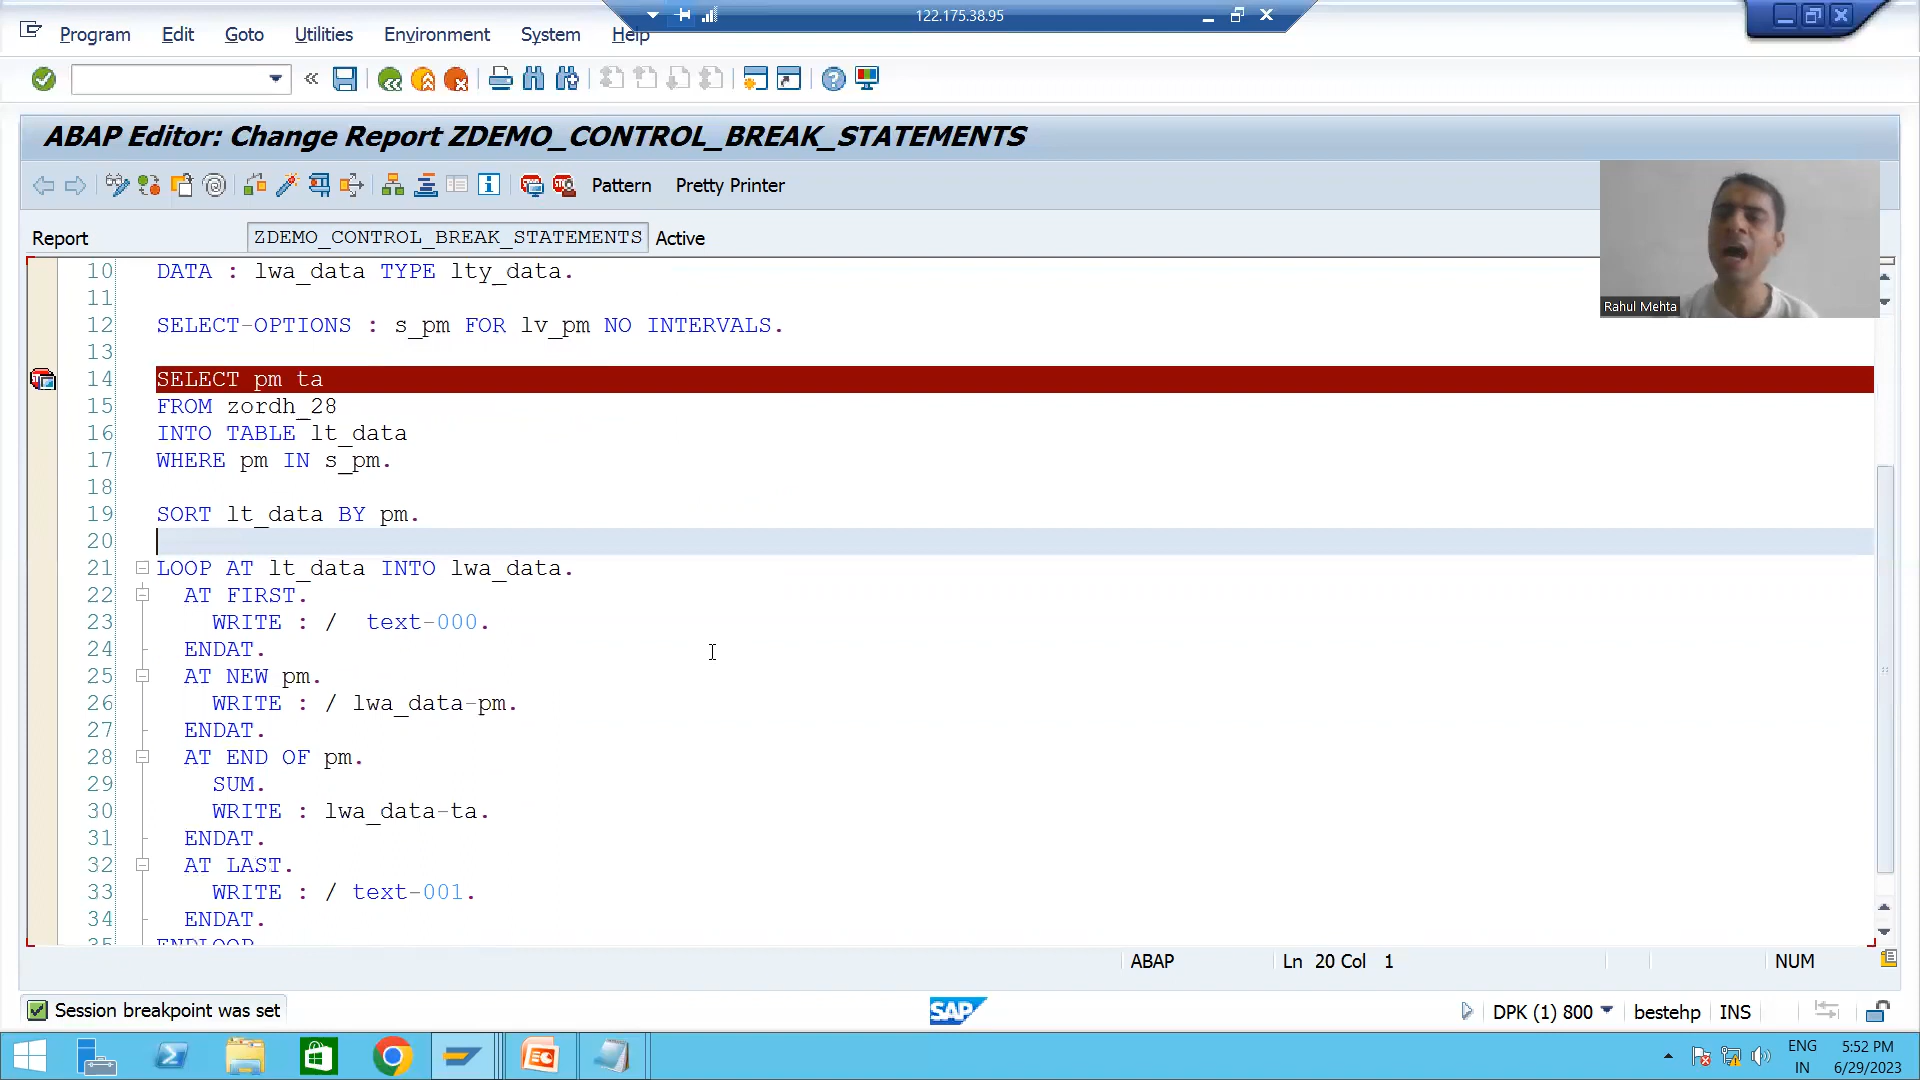 122.175.38.95
Program Edit Goto Utilities Environment System Help
ABAP Editor: Change Report ZDEMO_CONTROL_BREAK_STATEMENTS
Pattern Pretty Printer
Report ZDEMO_CONTROL_BREAK_STATEMENTS Active
Rahul Mehta
10 DATA : lwa_data TYPE lty_data.
11
12 SELECT-OPTIONS : s_pm FOR lv_pm NO INTERVALS.
13
14 SELECT pm ta
15 FROM zordh_28
16 INTO TABLE lt_data
17 WHERE pm IN s_pm.
18
19 SORT lt_data BY pm.
20
21 LOOP AT lt_data INTO lwa_data.
22 AT FIRST.
23 WRITE : / text-000.
24 ENDAT.
25 AT NEW pm.
26 WRITE : / lwa_data-pm.
27 ENDAT.
28 AT END OF pm.
29 SUM.
30 WRITE : lwa_data-ta.
31 ENDAT.
32 AT LAST.
33 WRITE : / text-001.
34 ENDAT.
35 ENDLOOP
ABAP Ln 20 Col 1 NUM
Session breakpoint was set SAP DPK (1) 800 bestehp INS
ENG 5:52 PM
IN 6/29/2023